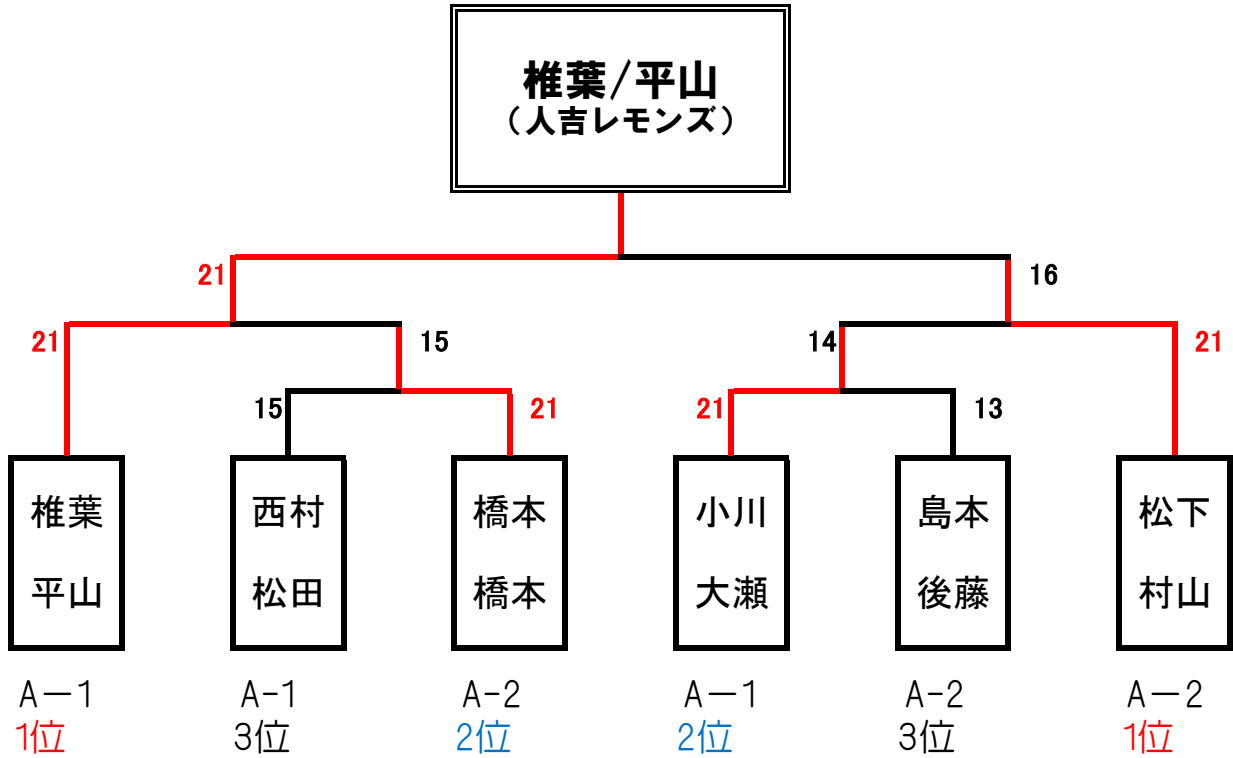 椎葉/平山
（人吉レモンズ）
21
16
21
15
14
21
15
21
21
13
椎葉
平山
西村
松田
橋本
橋本
小川
大瀬
島本
後藤
松下
村山
A－1
1位
A-1
3位
A-2
2位
A－1
2位
A-2
3位
A－2
1位